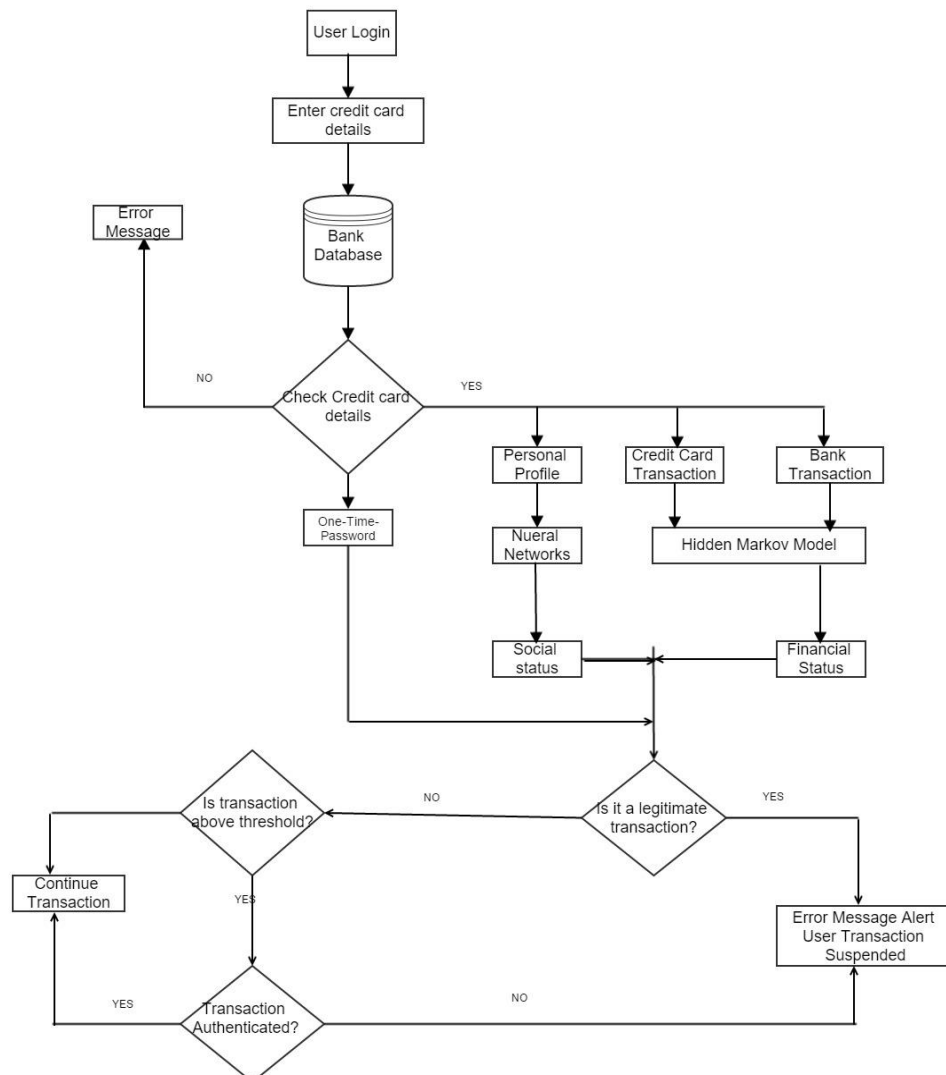 User Login
Enter credit card
details
Error
Message
Bank
Database
NO
YES
Check Credit card
details
Personal
Profile
Credit Card
Transaction
Bank
Transaction
One-Time-
Password
Nueral
Networks
Hidden Markov Model
Social
status
Financial
Status
Is transaction
above threshold?
NO
Is it a legitimate
transaction?
YES
Continue
Transaction
YES
Error Message Alert
User Transaction
Suspended
YES
Transaction
Authenticated?
NO